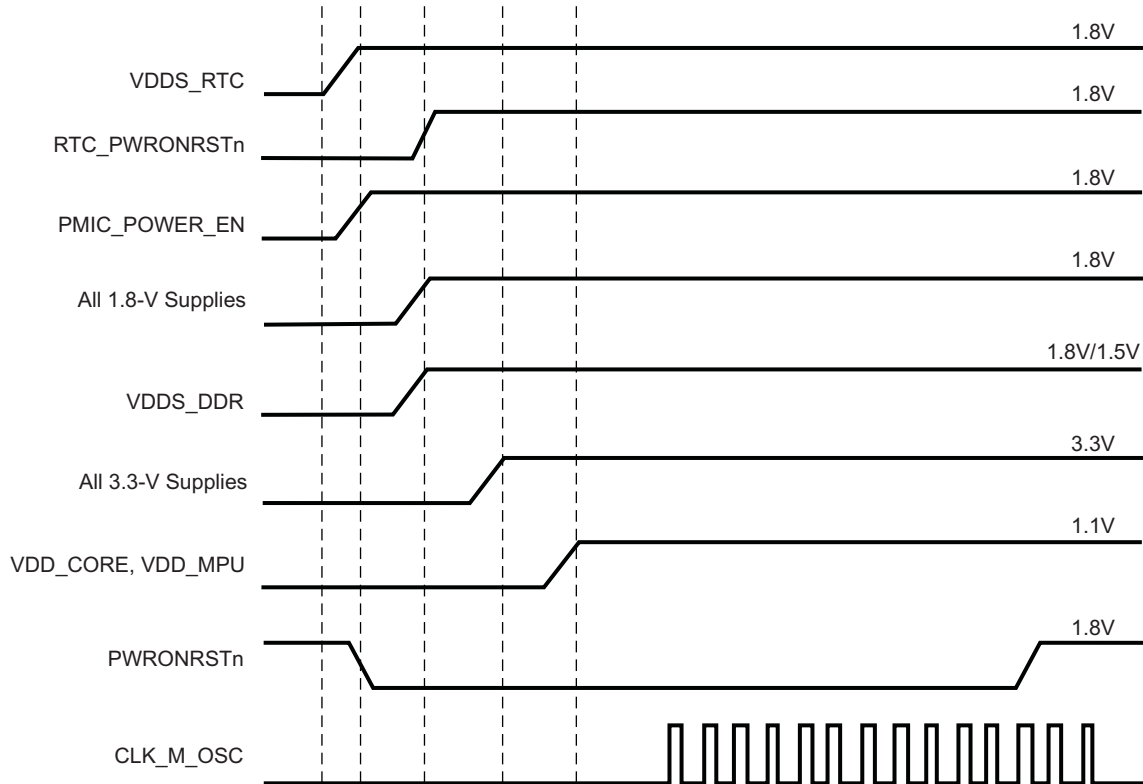 1.8V
VDDS_RTC
1.8V
RTC_PWRONRSTn
1.8V
PMIC_POWER_EN
1.8V
All 1.8-V Supplies
1.8V/1.5V
VDDS_DDR
3.3V
All 3.3-V Supplies
1.1V
VDD_CORE, VDD_MPU
1.8V
PWRONRSTn
CLK_M_OSC